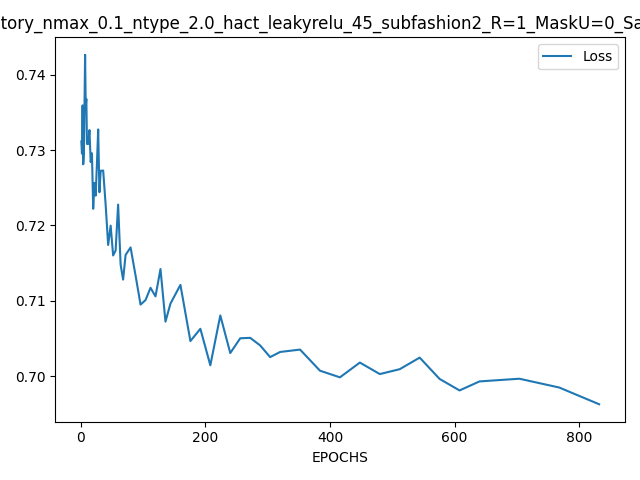 tory_nmax_0.1_ntype_2.0_hact_leakyrelu_45_subfashion2_R=1_MaskU=0_Sa
Loss
0.74
0.73
0.72
0.71
0.70
0 200 400 600 800
EPOCHS